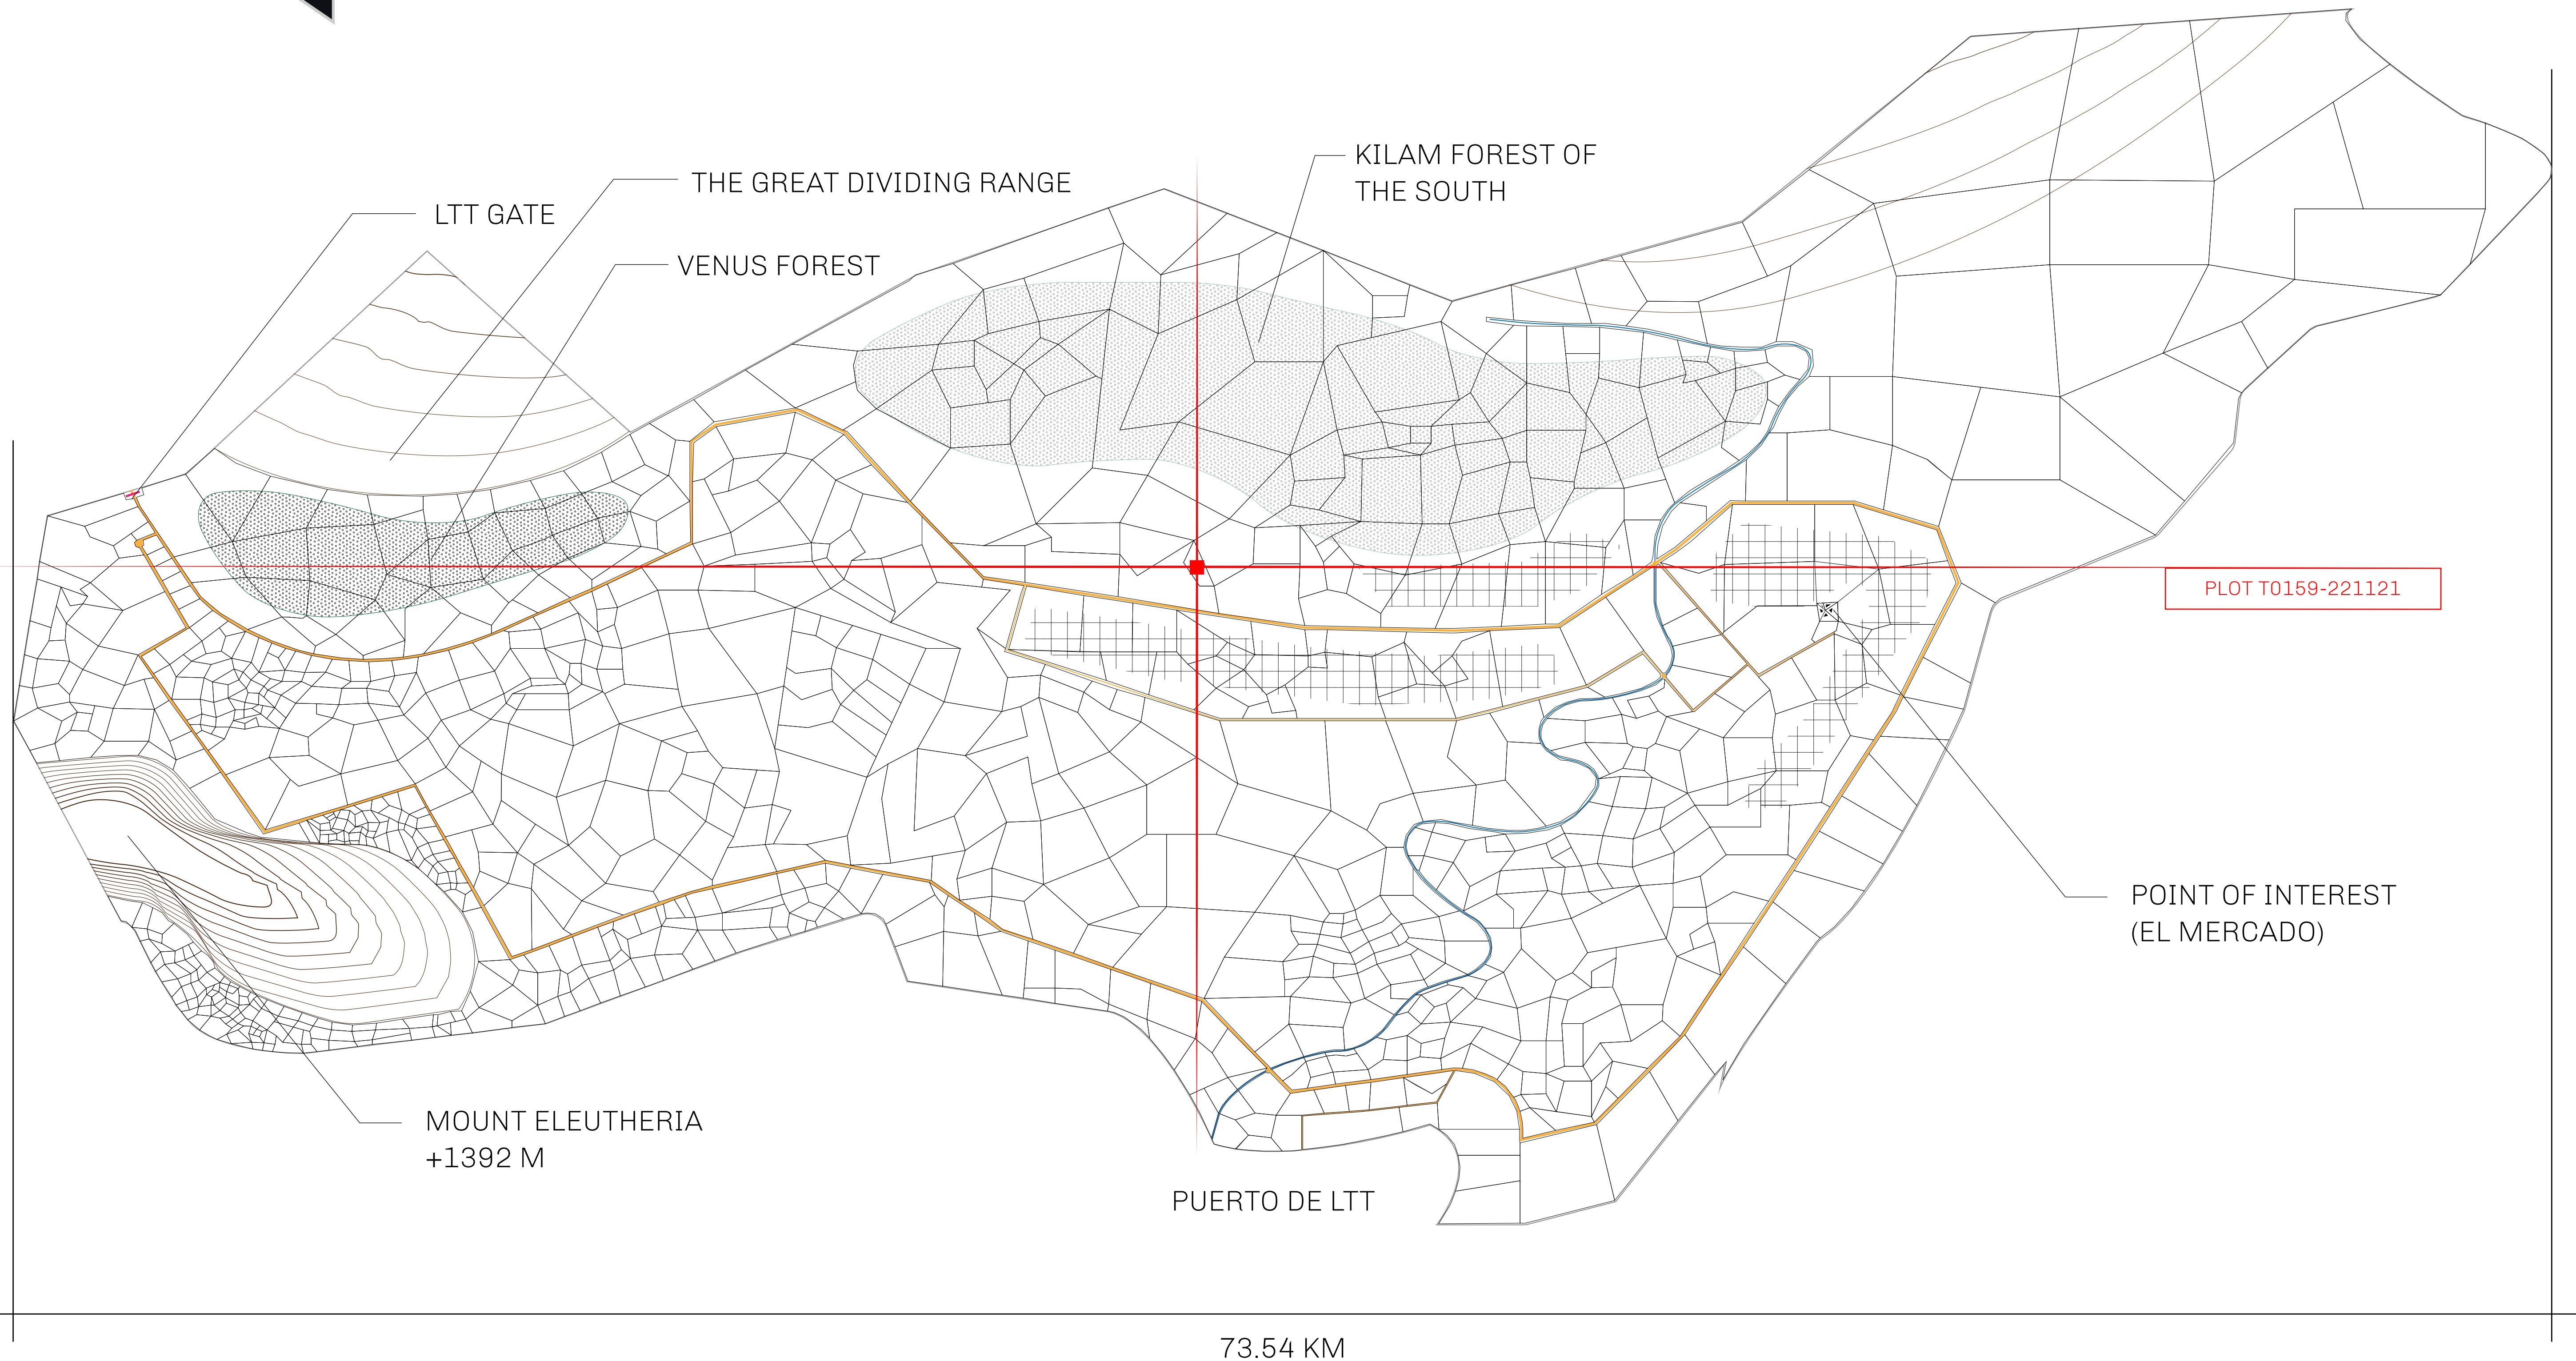 KILAM FOREST OF
THE SOUTH
THE GREAT DIVIDING RANGE
LTT GATE
VENUS FOREST
PLOT T0159-221121
POINT OF INTEREST
(EL MERCADO)
MOUNT ELEUTHERIA
+1392 M
PUERTO DE LTT
73.54 KM